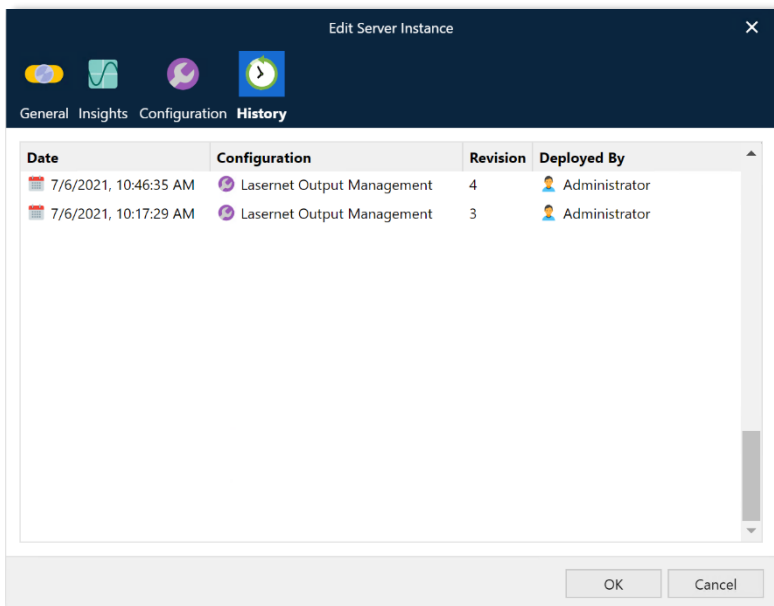 Edit Server Instance
General Insights Configuration History
Date Configuration Revision Deployed By
7/6/2021, 10:46:35 AM Lasernet Output Management 4 Administrator
7/6/2021, 10:17:29 AM Lasernet Output Management 3 Administrator
OK Cancel